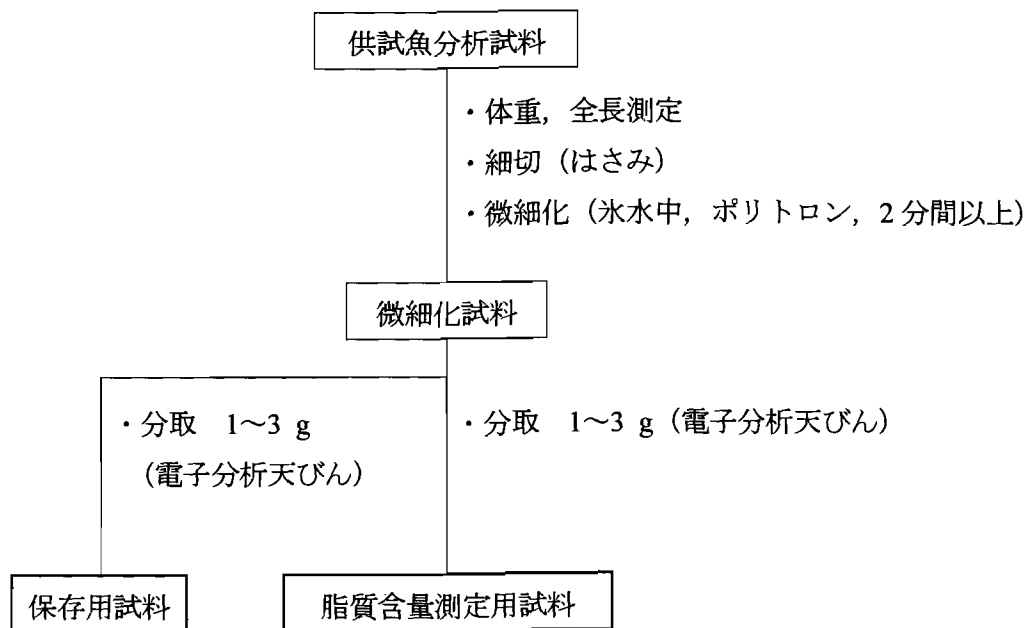 供試魚分析試料
・体重，全長測定
・細切（はさみ）
・微細化（氷水中，ポリトロン，2分間以上）
微細化試料
・分取　1～3 g
（電子分析天びん）
・分取　1～3 g（電子分析天びん）
保存用試料
脂質含量測定用試料